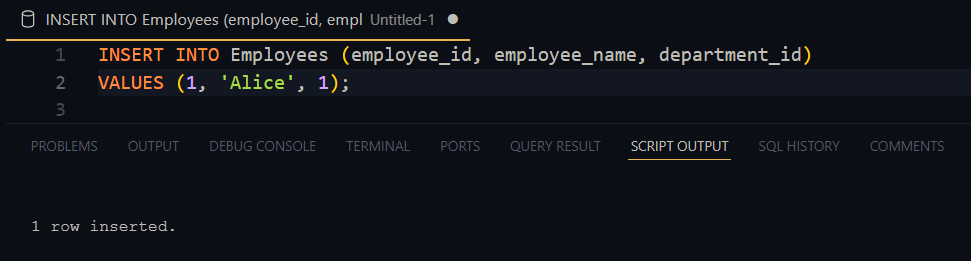 INSERT INTO Employees (employee_id, empl Untitled-1
1 INSERT INTO Employees (employee_id, employee_name, department_id)
2 VALUES (1, 'Alice', 1);
3
PROBLEMS OUTPUT DEBUG CONSOLE TERMINAL PORTS QUERY RESULT SCRIPT OUTPUT SQL HISTORY COMMENTS
1 row inserted.